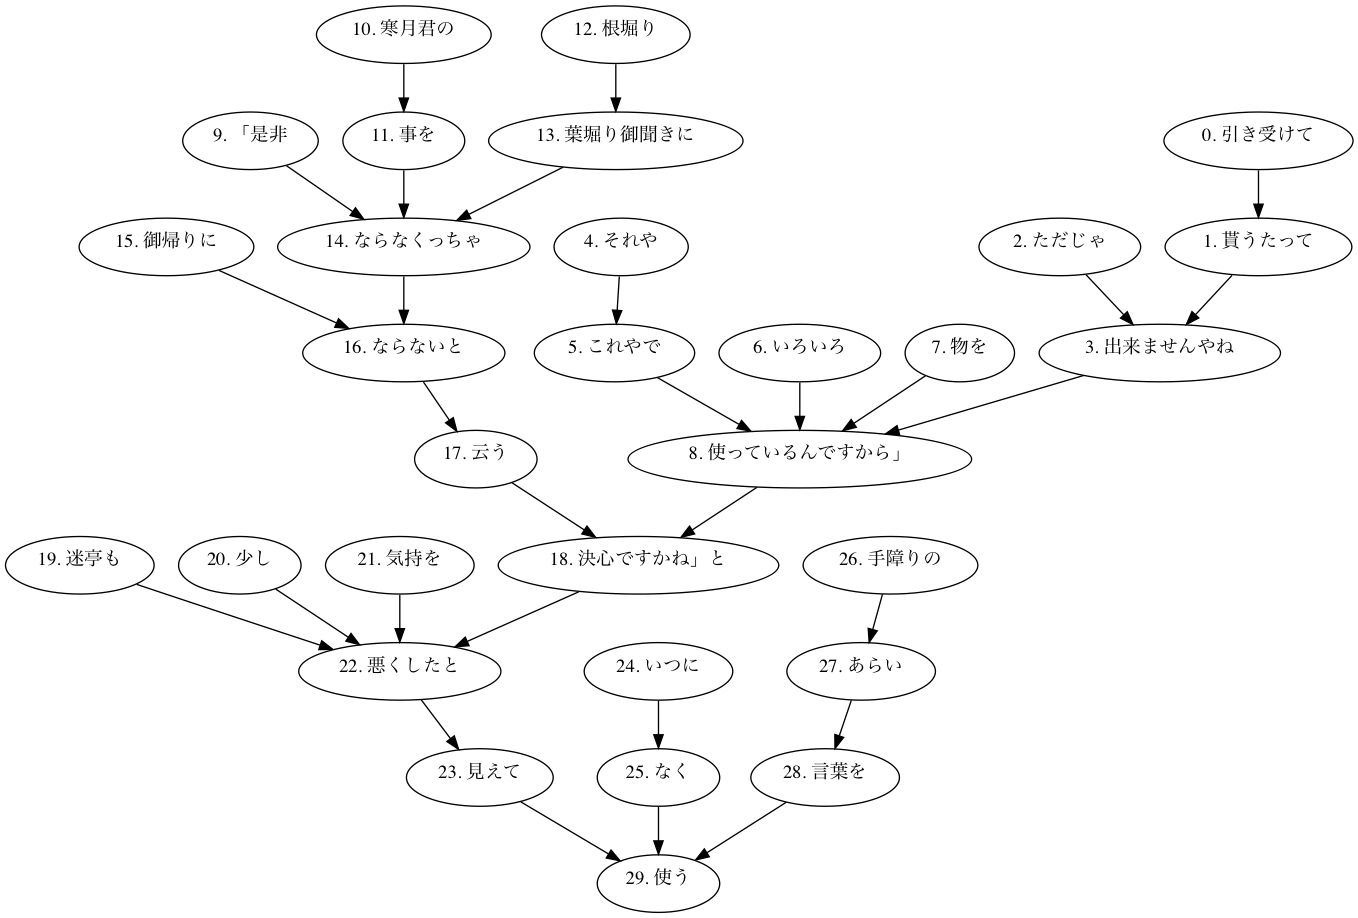 10. 寒月君の
12. 根堀り
9. 「是非
11. 事を
13. 葉堀り御聞きに
0. 引き受けて
15. 御帰りに
14. ならなくっちゃ
4. それや
2. ただじゃ
1. 貰うたって
16. ならないと
5. これやで
6. いろいろ
7. 物を
3. 出来ませんやね
17. 云う
8. 使っているんですから」
19. 迷亭も
20. 少し
21. 気持を
18. 決心ですかね」と
26. 手障りの
22. 悪くしたと
24. いつに
27. あらい
23. 見えて
25. なく
28. 言葉を
29. 使う